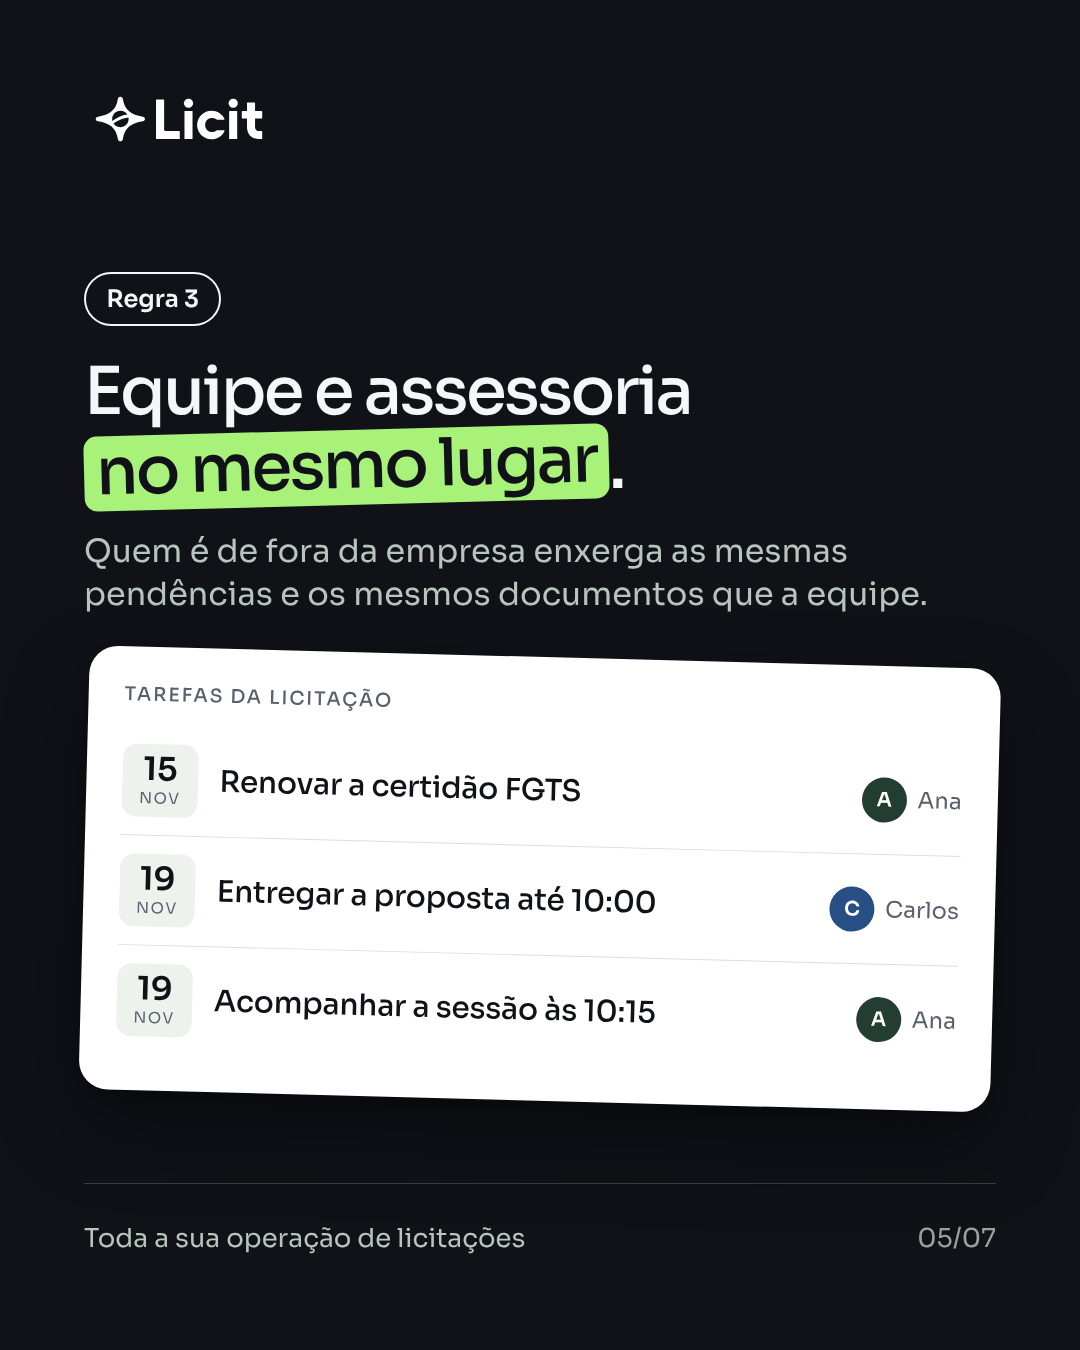 Licit
Regra 3
Equipe e assessoria
no mesmo lugar.
Quem é de fora da empresa enxerga as mesmas
pendências e os mesmos documentos que a equipe.
TAREFAS DA LICITAÇÃO
15
NOV
Renovar a certidão FGTS
A
Ana
19
NOV
Entregar a proposta até 10:00
C
Carlos
19
NOV
Acompanhar a sessão às 10:15
A
Ana
Toda a sua operação de licitações
05/07